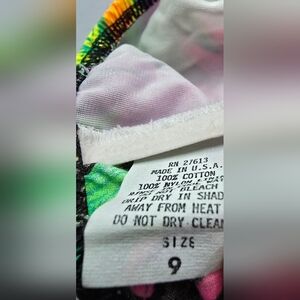 RN 27613
MADE IN U.S.A.
100% COTTON
100% NYLON
BLEACH
DRIP DRY IN SHAD
AWAY FROM HEAT
DO NOT DRY CLEA
SIZE
9